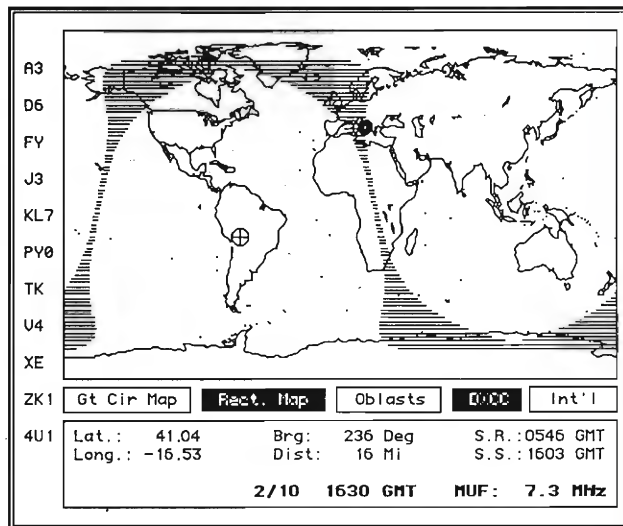 A3
D6
FY
J3
KL7
PY0
TK
V4
XE
ZK1 Gt Cir Map Rect. Map Oblasts DXCC Int'l
4U1 Lat.: 41.04 Brg: 236 Deg S.R.:0546 GMT
Long.: -16.53 Dist: 16 Mi S.S.:1603 GMT
2/10 1630 GMT MUF: 7.3 MHz